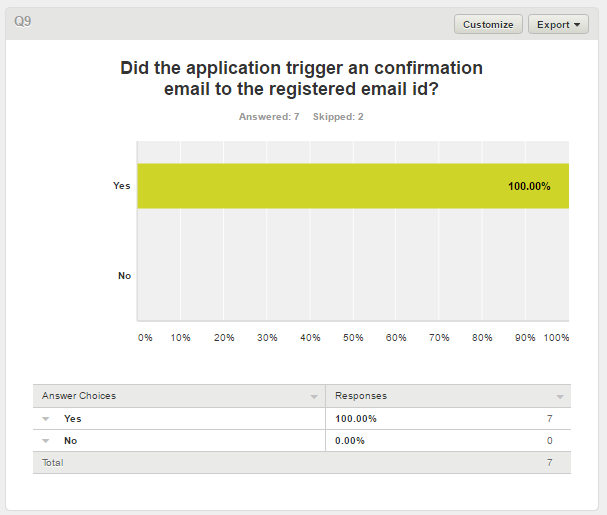 Q9
Customize Export
Did the application trigger an confirmation
email to the registered email id?
Answered: 7 Skipped: 2
Yes
100.00%
No
0% 10% 20% 30% 40% 50% 60% 70% 80% 90% 100%
Answer Choices Responses
Yes 100.00% 7
No 0.00% 0
Total 7